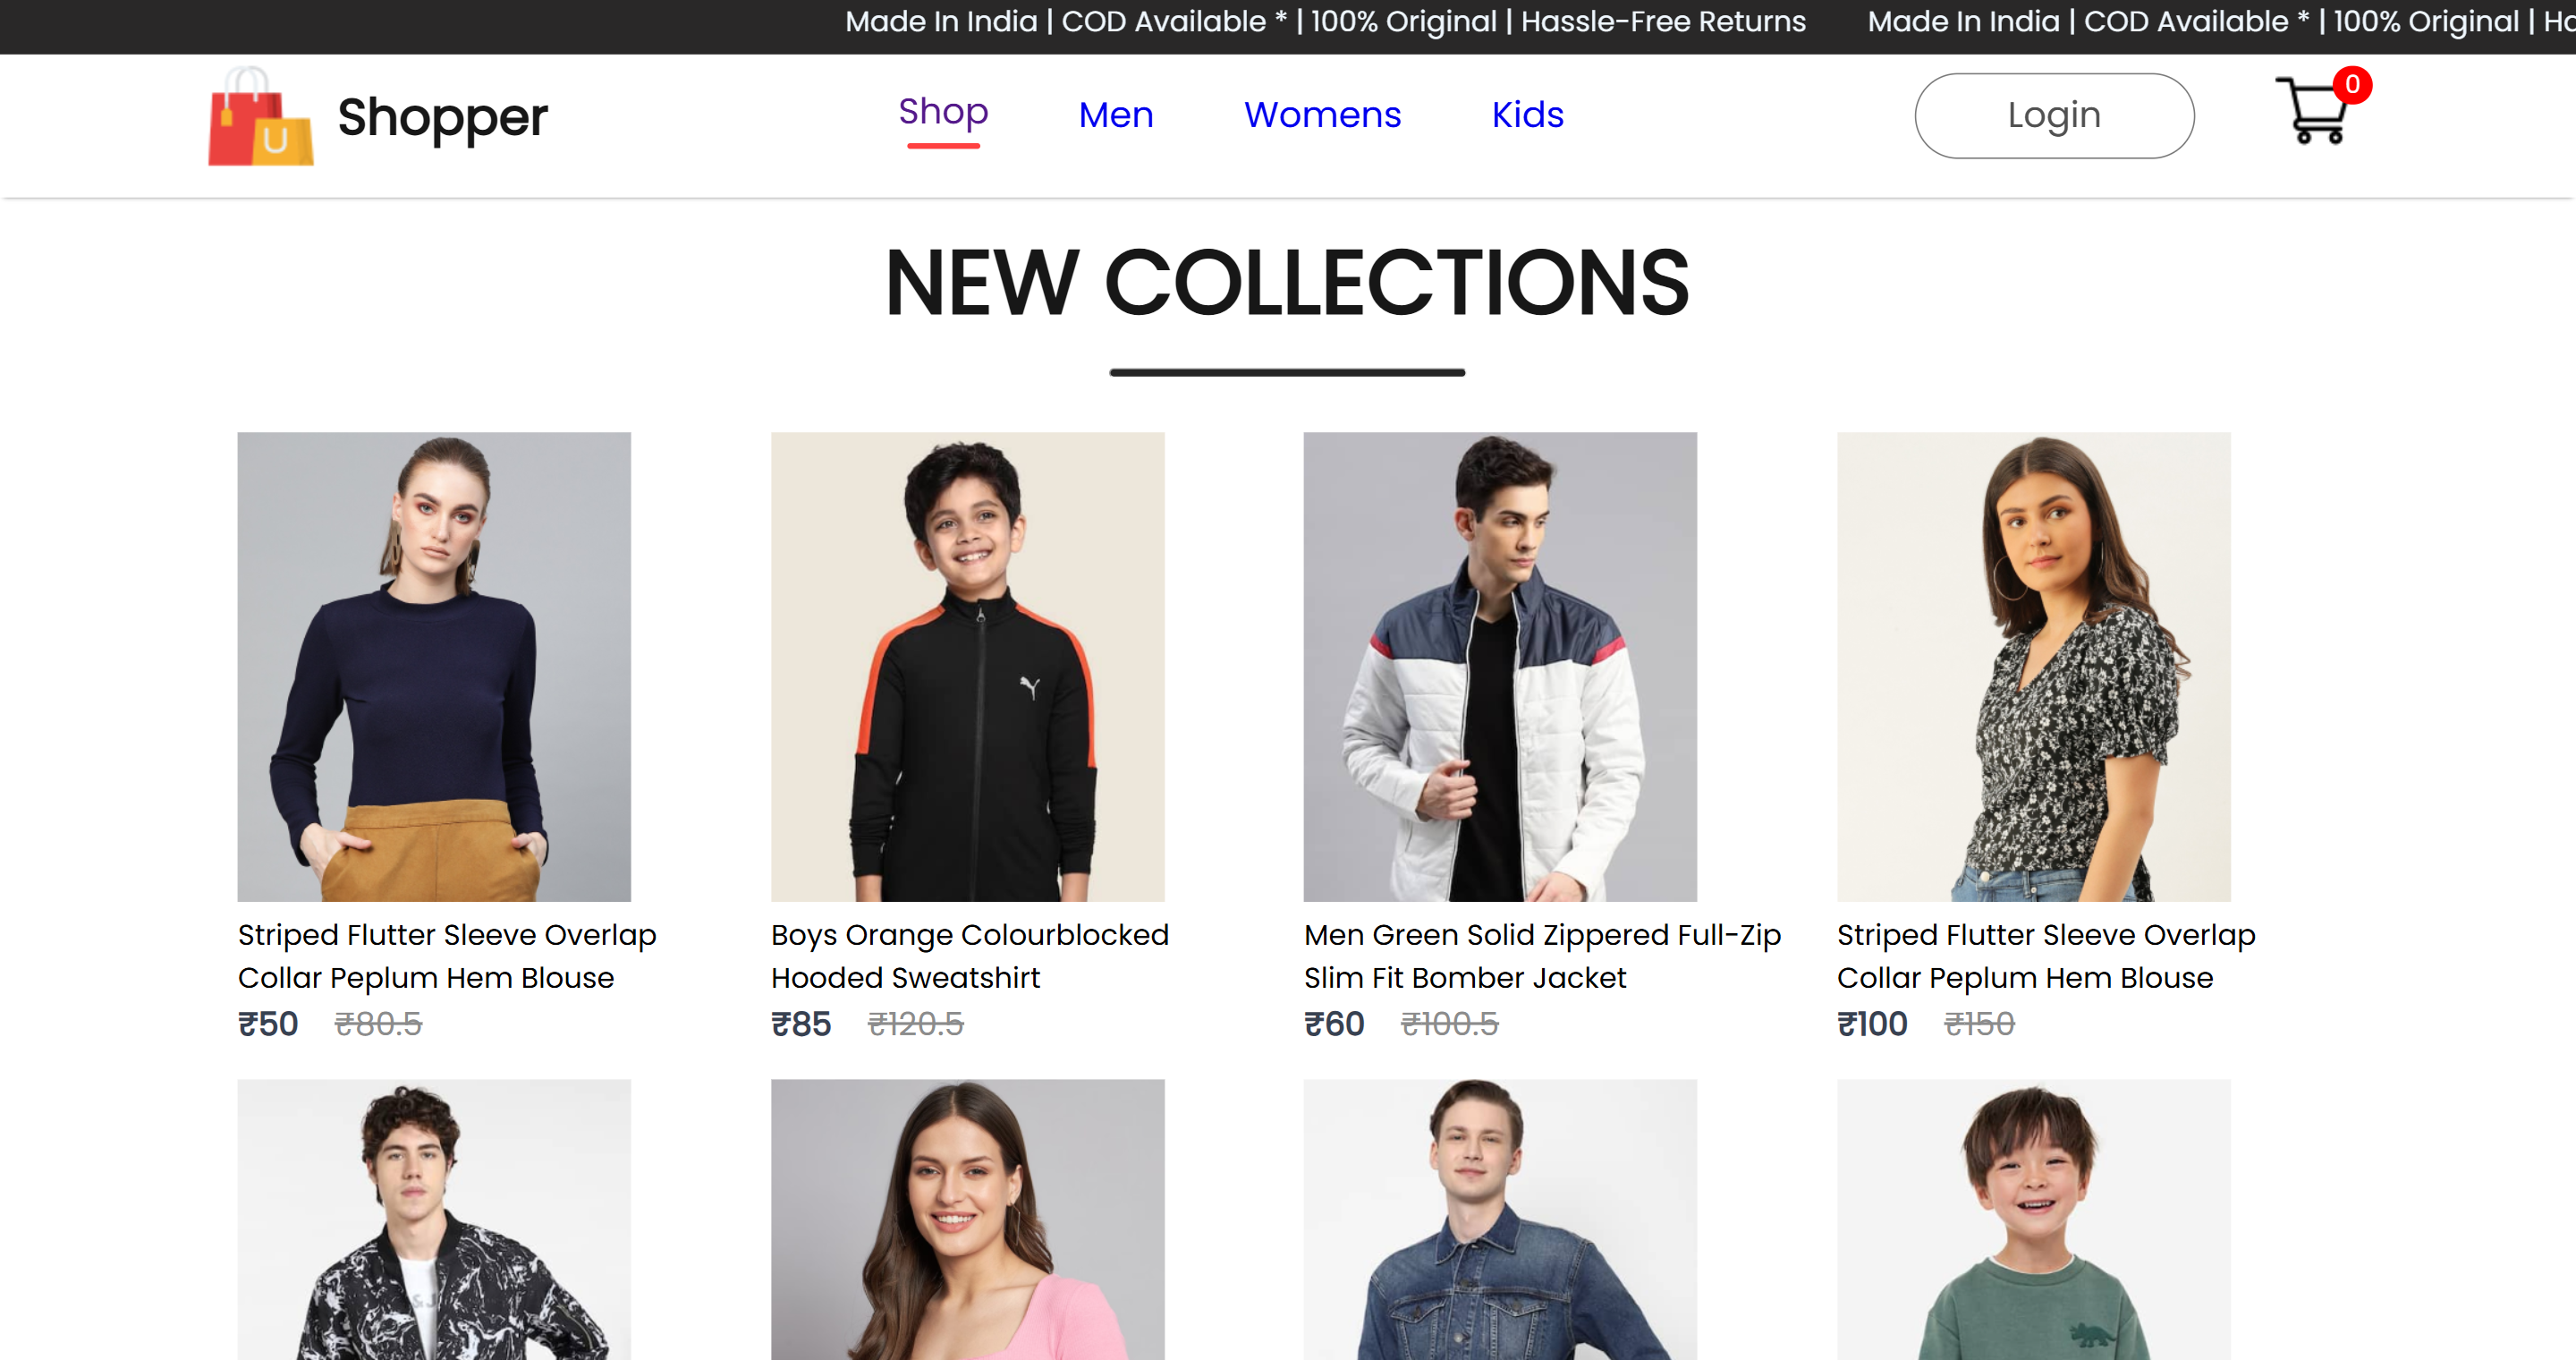 Made In India | COD Available * | 100% Original | Hassle-Free Returns Made In India | COD Available * | 100% Original |
Shopper
Shop Men Womens Kids
Login
0
NEW COLLECTIONS
Striped Flutter Sleeve Overlap
Collar Peplum Hem Blouse
₹50 ₹80.5
Boys Orange Colourblocked
Hooded Sweatshirt
₹85 ₹120.5
Men Green Solid Zippered Full-Zip
Slim Fit Bomber Jacket
₹60 ₹100.5
Striped Flutter Sleeve Overlap
Collar Peplum Hem Blouse
₹100 ₹150